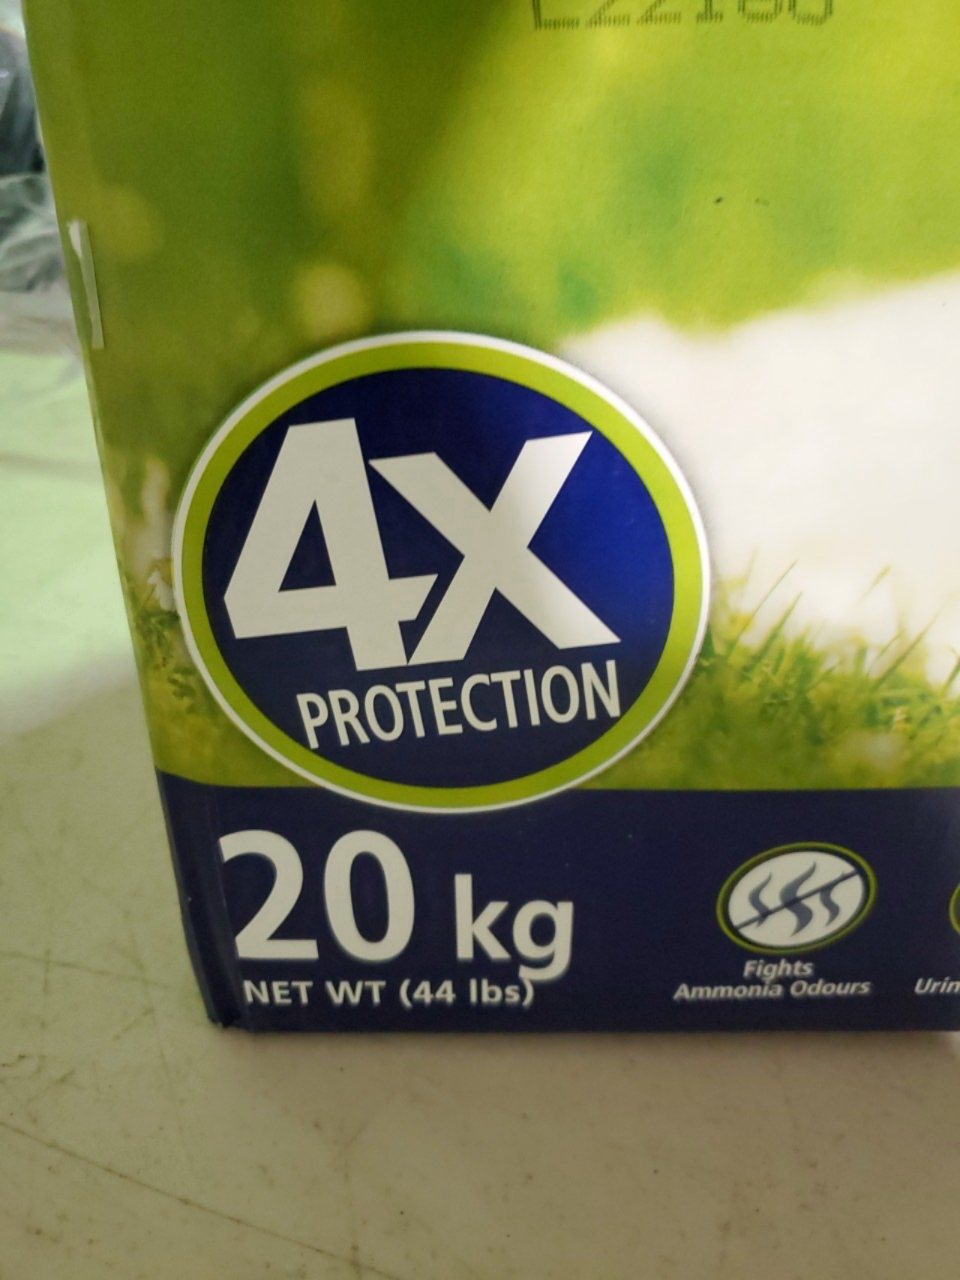 4X
PROTECTION
20 kg
NET WT (44 lbs)
Fights
Ammonia Odours